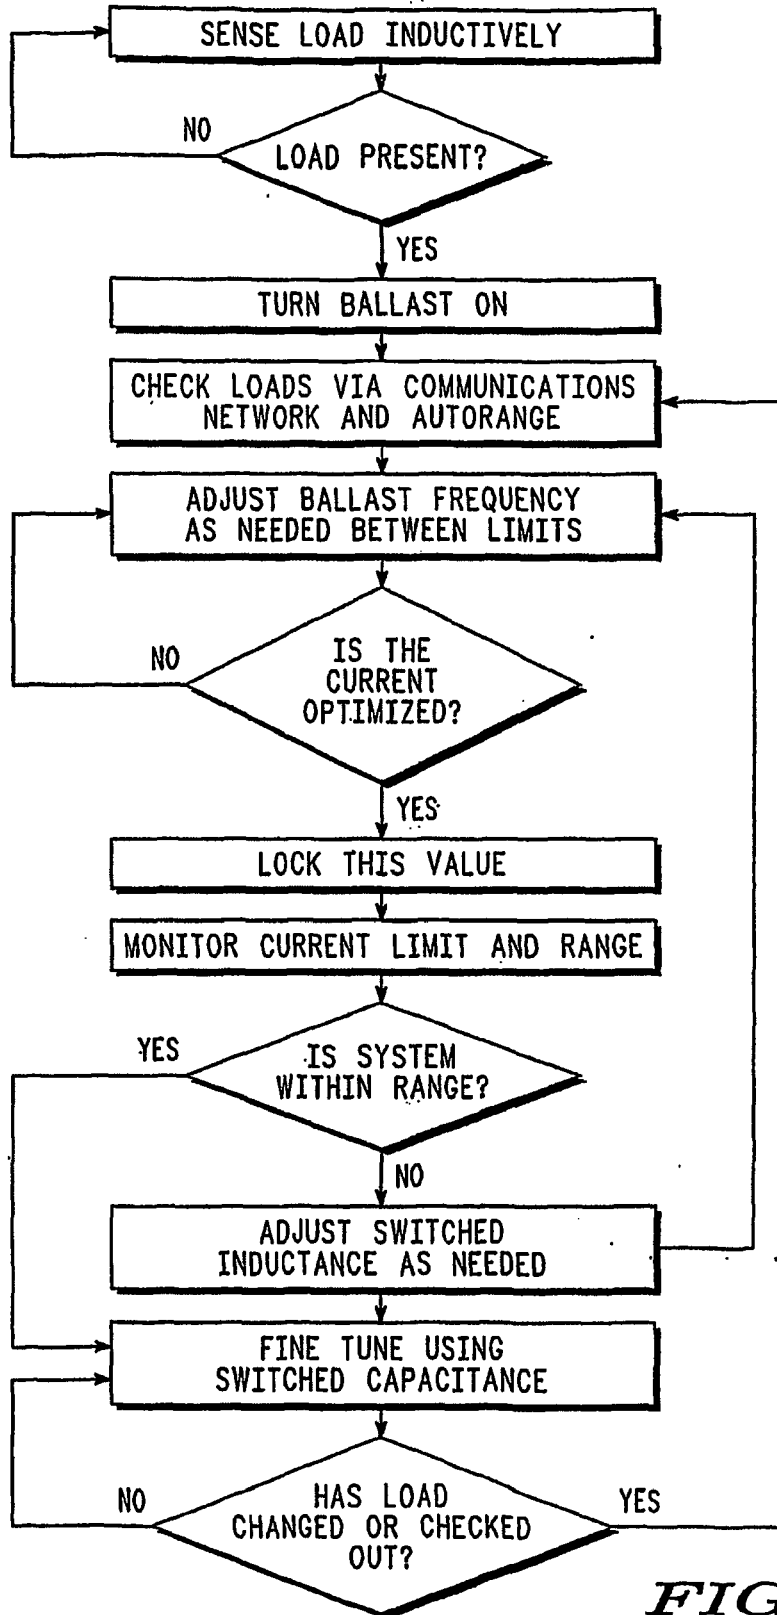 SENSE LOAD INDUCTIVELY
NO
LOAD PRESENT?
YES
TURN BALLAST ON
CHECK LOADS VIA COMMUNICATIONS
NETWORK AND AUTORANGE
ADJUST BALLAST FREQUENCY
AS NEEDED BETWEEN LIMITS
NO
IS THE
CURRENT
OPTIMIZED?
YES
LOCK THIS VALUE
MONITOR CURRENT LIMIT AND RANGE
YES
IS SYSTEM
WITHIN RANGE?
NO
ADJUST SWITCHED
INDUCTANCE AS NEEDED
FINE TUNE USING
SWITCHED CAPACITANCE
NO
HAS LOAD
CHANGED OR CHECKED
OUT?
YES
FIG